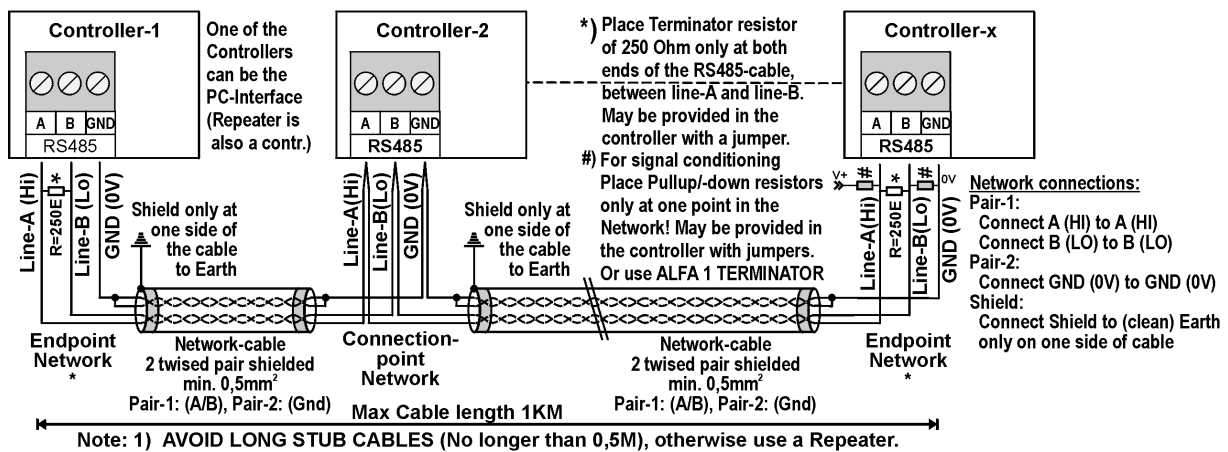 Controller-1
A B GND
RS485
One of the
Controllers
can be the
PC-Interface
(Repeater is
also a contr.)
Controller-2
A B GND
RS485
*) Place Terminator resistor
of 250 Ohm only at both
ends of the RS485-cable,
between line-A and line-B.
May be provided in the
controller with a jumper.
#) For signal conditioning
Place Pullup/-down resistors
only at one point in the
Network! May be provided in
the controller with jumpers.
Or use ALFA 1 TERMINATOR
Controller-x
A B GND
RS485
Line-A (Hi)
R=250E *
Line-B (Lo)
GND (0V)
Shield only at
one side of
the cable
to Earth
Line-A(Hi)
Line-B(Lo)
GND (0V)
Shield only at
one side of
the cable
to Earth
V+ # * # 0V
Line-A(Hi)
R=250E
Line-B(Lo)
GND (0V)
Network connections:
Pair-1:
Connect A (HI) to A (HI)
Connect B (LO) to B (LO)
Pair-2:
Connect GND (0V) to GND (0V)
Shield:
Connect Shield to (clean) Earth
only on one side of cable
Endpoint
Network
*
Network-cable
2 twised pair shielded
min. 0,5mm²
Pair-1: (A/B), Pair-2: (Gnd)
Connection-
point
Network
Network-cable
2 twised pair shielded
min. 0,5mm²
Pair-1: (A/B), Pair-2: (Gnd)
Endpoint
Network
*
Max Cable length 1KM
Note: 1) AVOID LONG STUB CABLES (No longer than 0,5M), otherwise use a Repeater.